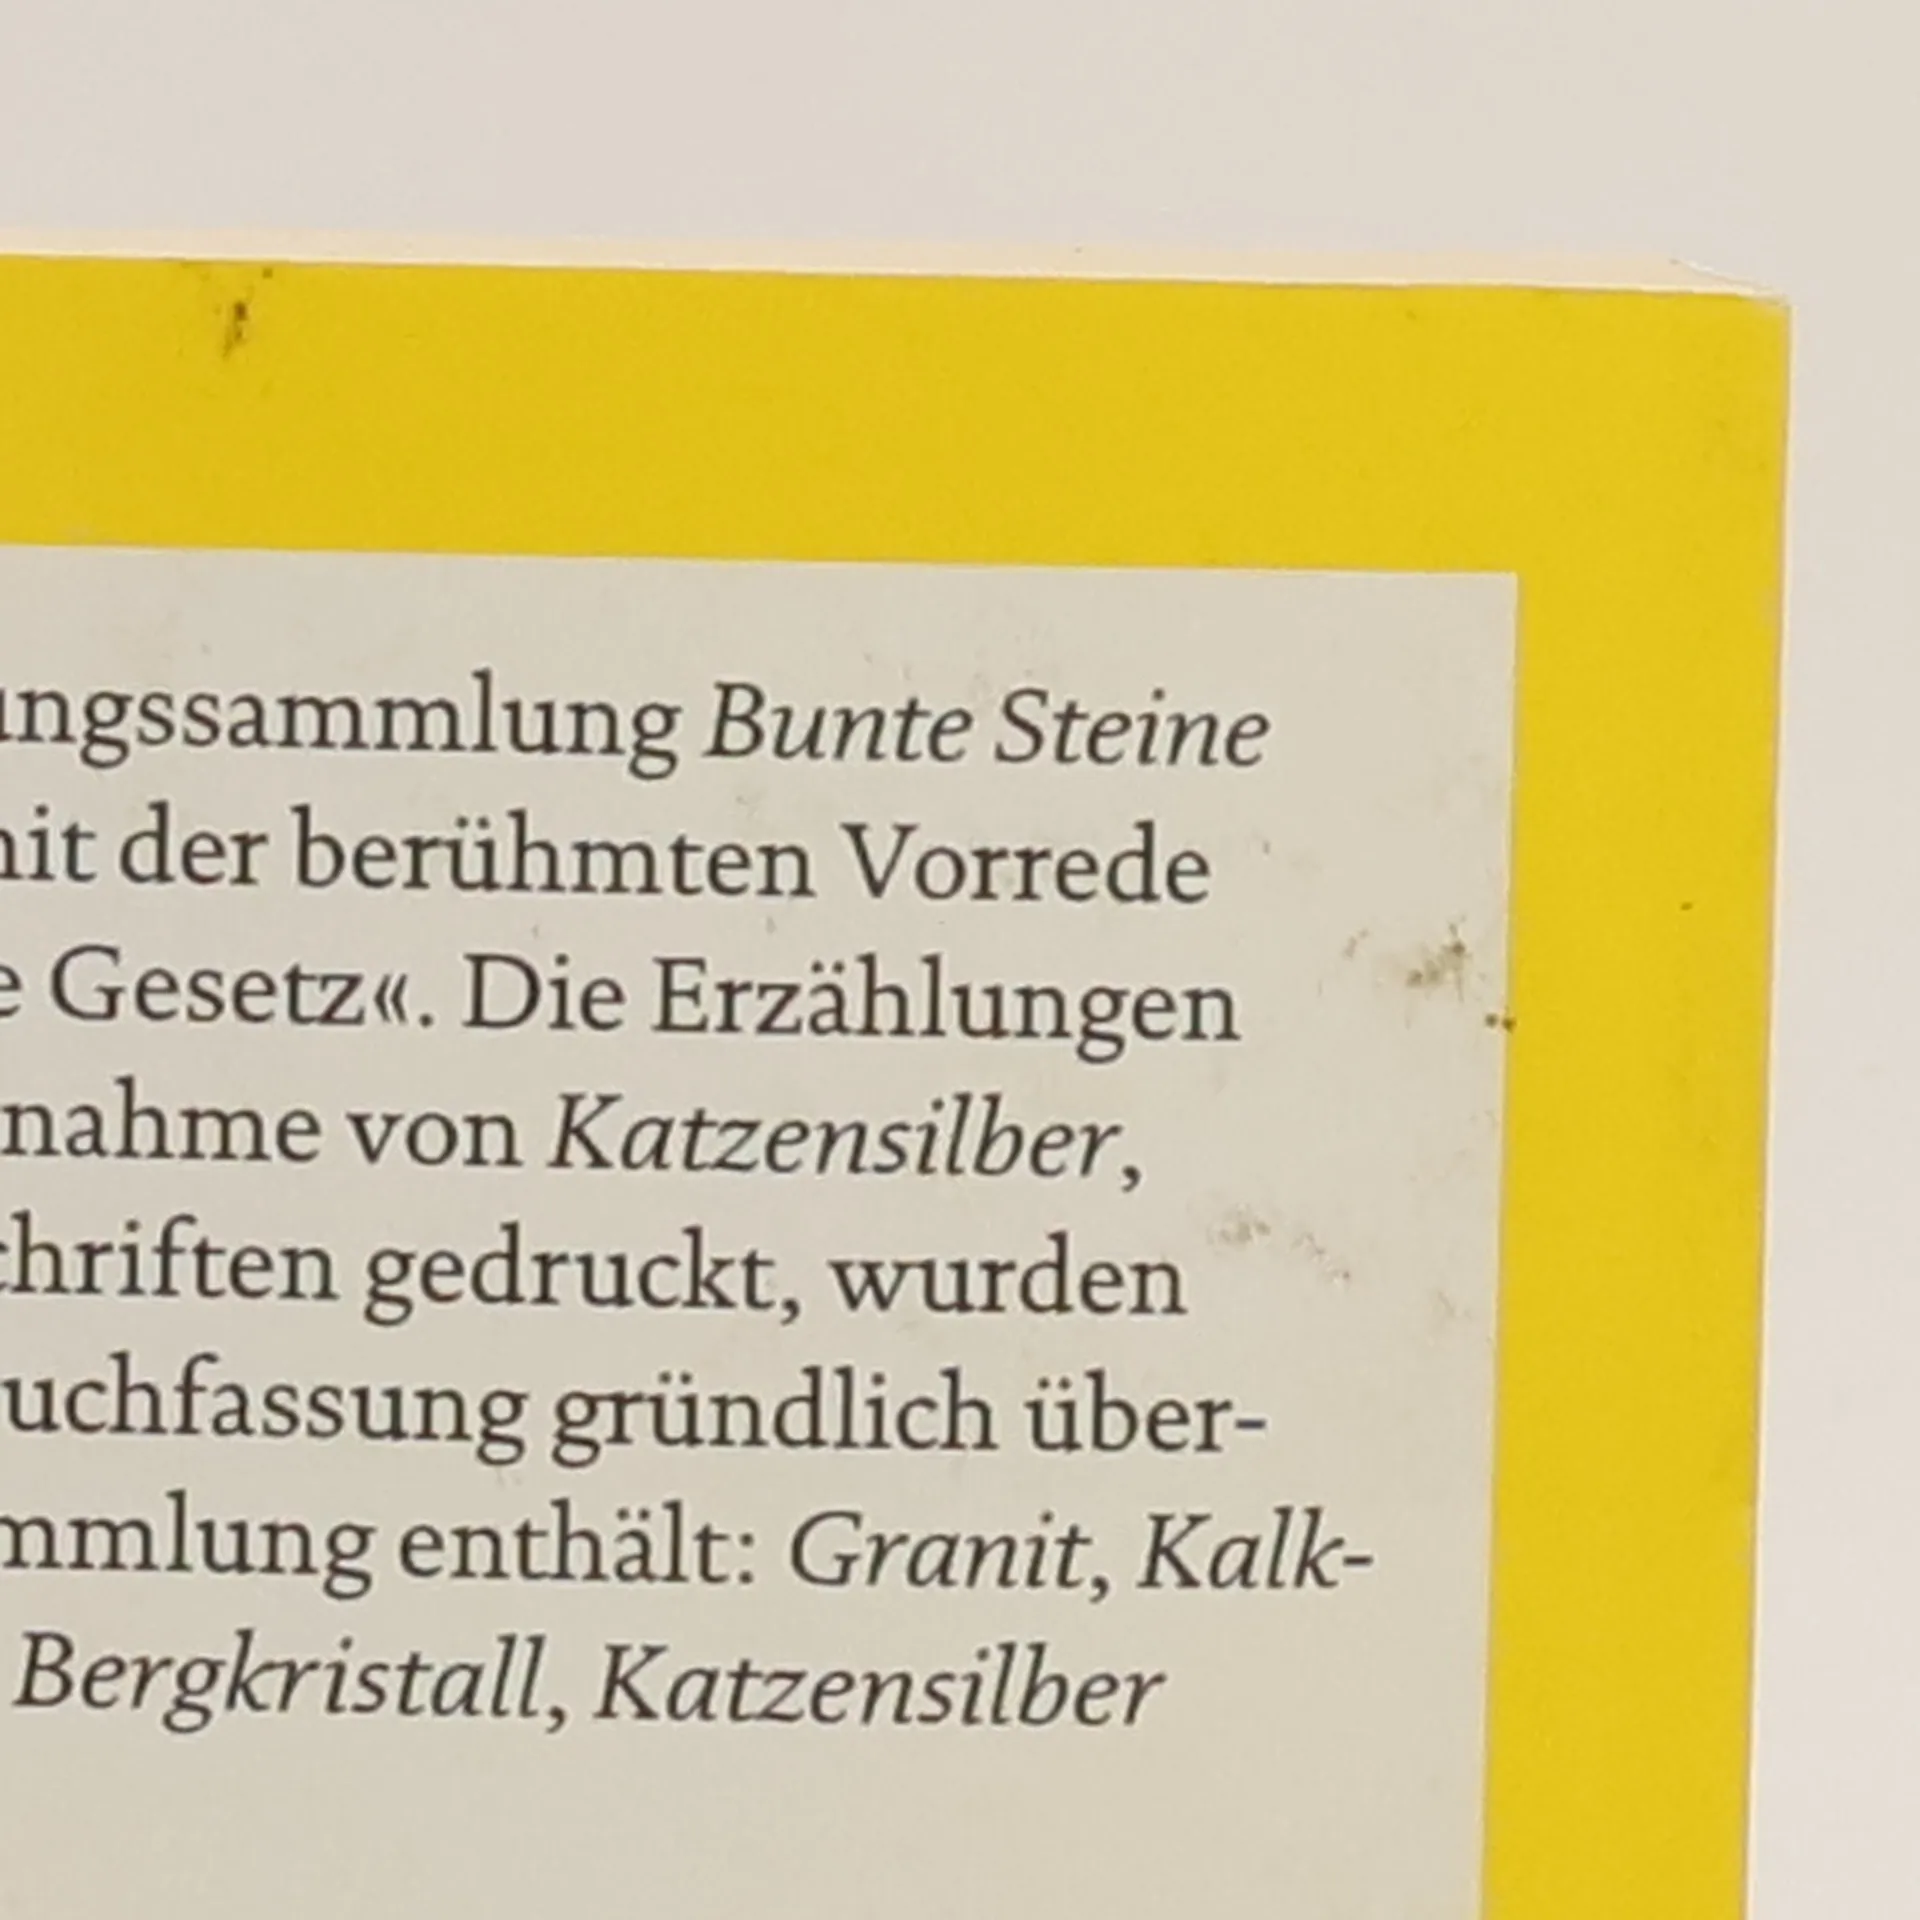 ungssammlung Bunte Steine
mit der berühmten Vorrede
e Gesetz«. Die Erzählungen
nahme von Katzensilber,
chriften gedruckt, wurden
uchfassung gründlich über-
mmlung enthält: Granit, Kalk-
Bergkristall, Katzensilber